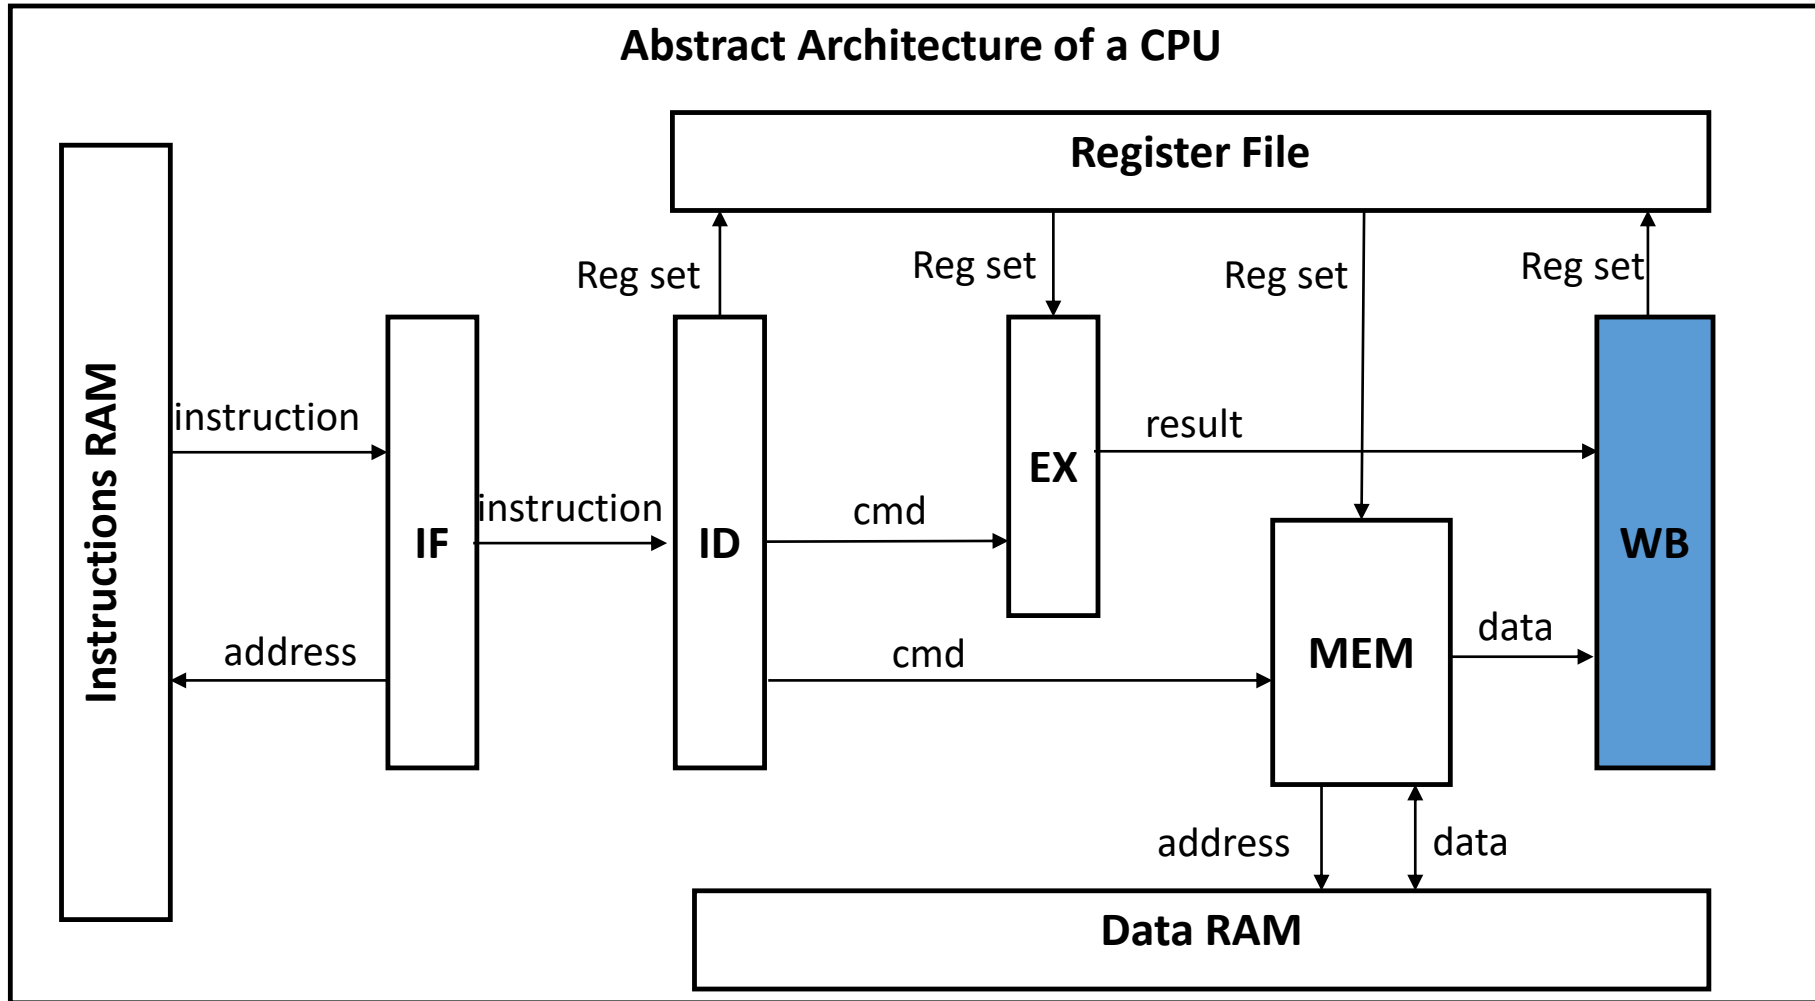 Abstract Architecture of a CPU
Register File
Reg set
Reg set
Reg set
Reg set
Instructions RAM
instruction
address
IF
instruction
ID
cmd
cmd
EX
result
MEM
data
WB
address
data
Data RAM